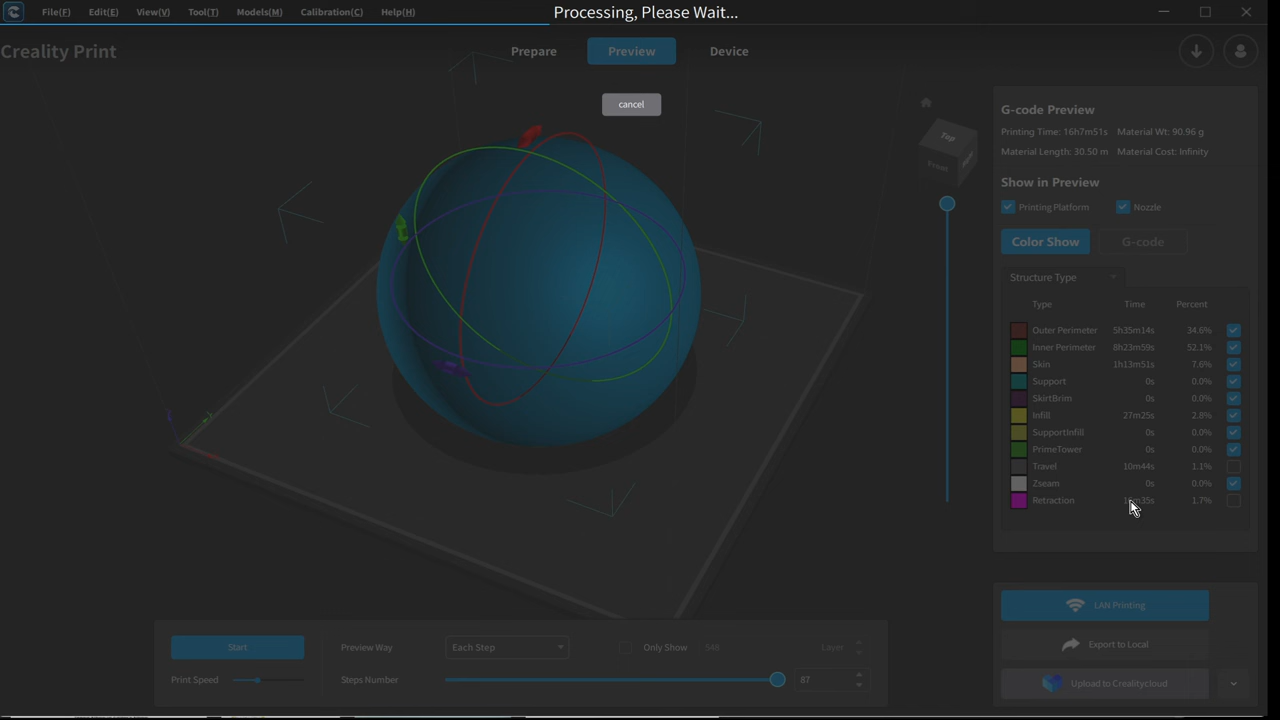 File(F) Edit(E) View(V) Tool(T) Models(M) Calibration(C) Help(H) Processing, Please Wait...
Creality Print Prepare Preview Device
cancel
Top
Front
G-code Preview
Printing Time: 16h7m51s Material Wt: 90.96 g
Material Length: 30.50 m Material Cost: Infinity
Show in Preview
Printing Platform Nozzle
Color Show G-code
Structure Type
Type Time Percent
Outer Perimeter 5h35m14s 34.6%
Inner Perimeter 8h23m59s 52.1%
Skin 1h13m51s 7.6%
Support 0s 0.0%
SkirtBrim 0s 0.0%
Infill 27m25s 2.8%
SupportInfill 0s 0.0%
PrimeTower 0s 0.0%
Travel 10m44s 1.1%
Zseam 0s 0.0%
Retraction 1.7%
LAN Printing
Export to Local
Upload to Crealitycloud
Start Preview Way Each Step Only Show 548 Layer
Print Speed Steps Number 87